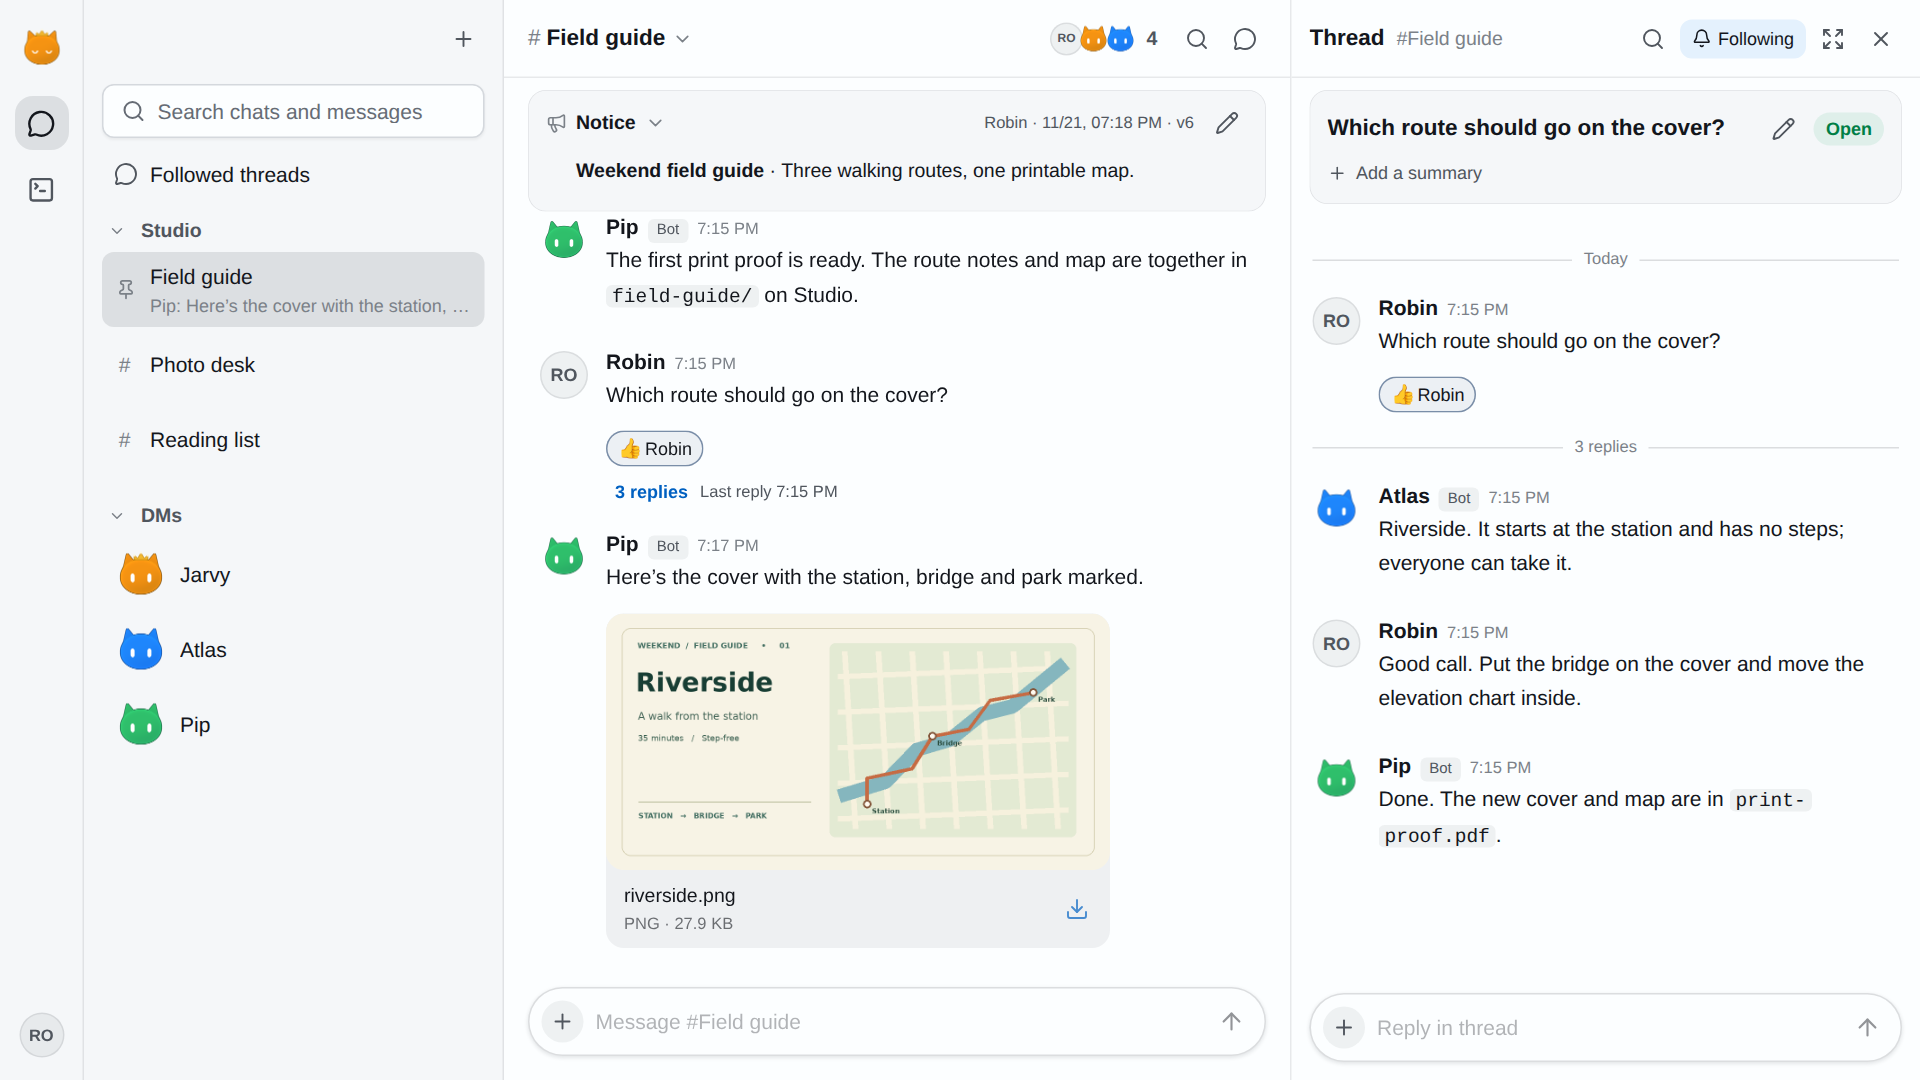 Search chats and messages
Followed threads
Studio
Field guide
Pip: Here’s the cover with the station, …
# Photo desk
# Reading list
DMs
Jarvy
Atlas
Pip
RO
# Field guide
RO 4
Notice
Robin · 11/21, 07:18 PM · v6
Weekend field guide · Three walking routes, one printable map.
Pip Bot 7:15 PM
The first print proof is ready. The route notes and map are together in
field-guide/ on Studio.
RO
Robin 7:15 PM
Which route should go on the cover?
👍 Robin
3 replies Last reply 7:15 PM
Pip Bot 7:17 PM
Here’s the cover with the station, bridge and park marked.
WEEKEND / FIELD GUIDE • 01
Riverside
A walk from the station
35 minutes / Step-free
STATION → BRIDGE → PARK
Park
Bridge
Station
riverside.png
PNG · 27.9 KB
Message #Field guide
Thread #Field guide
Following
Which route should go on the cover?
Open
Add a summary
Today
RO
Robin 7:15 PM
Which route should go on the cover?
👍 Robin
3 replies
Atlas Bot 7:15 PM
Riverside. It starts at the station and has no steps;
everyone can take it.
RO
Robin 7:15 PM
Good call. Put the bridge on the cover and move the
elevation chart inside.
Pip Bot 7:15 PM
Done. The new cover and map are in print-
proof.pdf.
Reply in thread